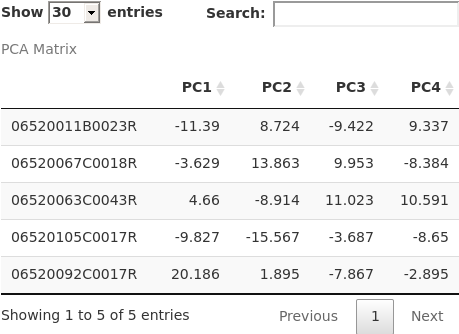 Show 30 entries Search:
PCA Matrix
PC1 PC2 PC3 PC4
06520011B0023R -11.39 8.724 -9.422 9.337
06520067C0018R -3.629 13.863 9.953 -8.384
06520063C0043R 4.66 -8.914 11.023 10.591
06520105C0017R -9.827 -15.567 -3.687 -8.65
06520092C0017R 20.186 1.895 -7.867 -2.895
Showing 1 to 5 of 5 entries Previous 1 Next